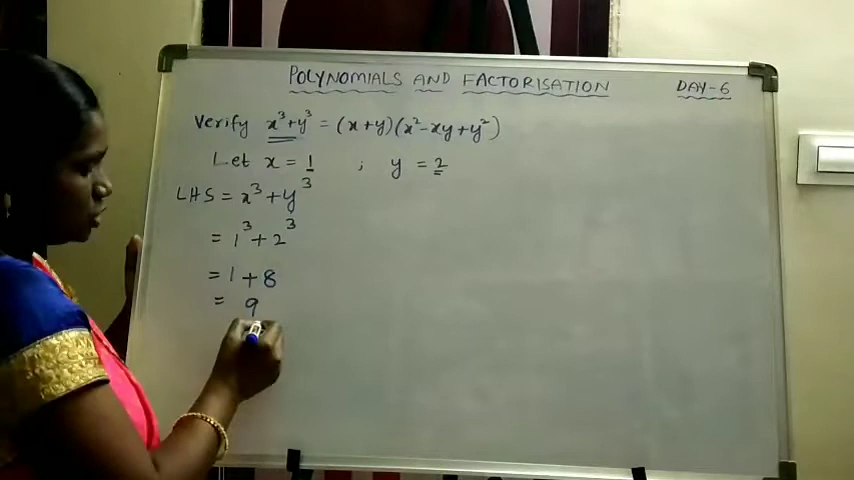 POLYNOMIALS AND FACTORISATION DAY-6
Verify x³+y³ = (x+y)(x²-xy+y²)
Let x = 1 ; y = 2
LHS = x³+y³
= 1³+2³
= 1+8
= 9